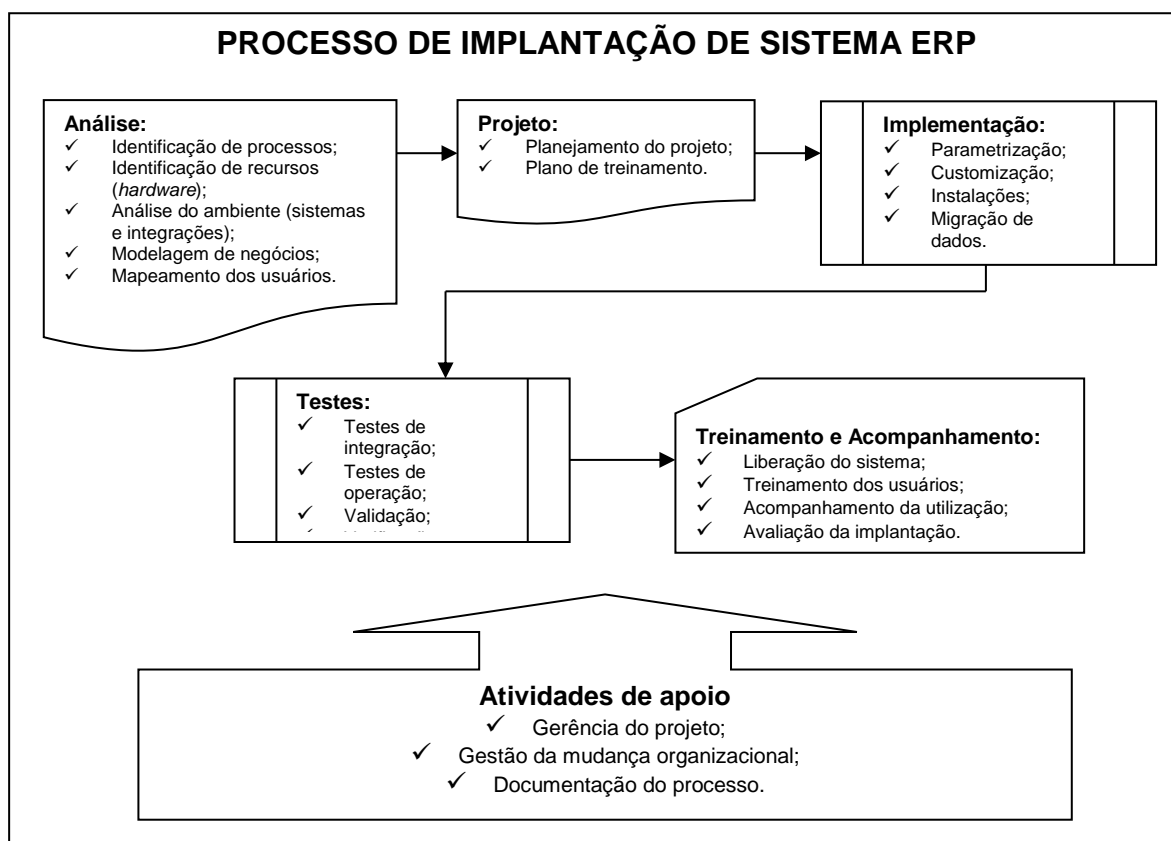 PROCESSO DE IMPLANTAÇÃO DE SISTEMA ERP
Análise:
✓ Identificação de processos;
✓ Identificação de recursos
(hardware);
✓ Análise do ambiente (sistemas
e integrações);
✓ Modelagem de negócios;
✓ Mapeamento dos usuários.
Projeto:
✓ Planejamento do projeto;
✓ Plano de treinamento.
Implementação:
✓ Parametrização;
✓ Customização;
✓ Instalações;
✓ Migração de
dados.
Testes:
✓ Testes de
integração;
✓ Testes de
operação;
✓ Validação;
Treinamento e Acompanhamento:
✓ Liberação do sistema;
✓ Treinamento dos usuários;
✓ Acompanhamento da utilização;
✓ Avaliação da implantação.
Atividades de apoio
✓ Gerência do projeto;
✓ Gestão da mudança organizacional;
✓ Documentação do processo.